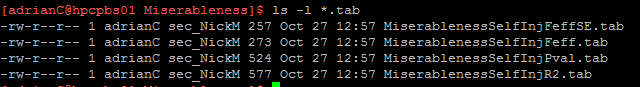 [adrianC@hpcpbs01 Miserableness]$ ls -l *.tab
-rw-r--r-- 1 adrianC sec_NickM 257 Oct 27 12:57 MiserablenessSelfInjFeffSE.tab
-rw-r--r-- 1 adrianC sec_NickM 273 Oct 27 12:57 MiserablenessSelfInjFeff.tab
-rw-r--r-- 1 adrianC sec_NickM 524 Oct 27 12:57 MiserablenessSelfInjPval.tab
-rw-r--r-- 1 adrianC sec_NickM 577 Oct 27 12:57 MiserablenessSelfInjR2.tab